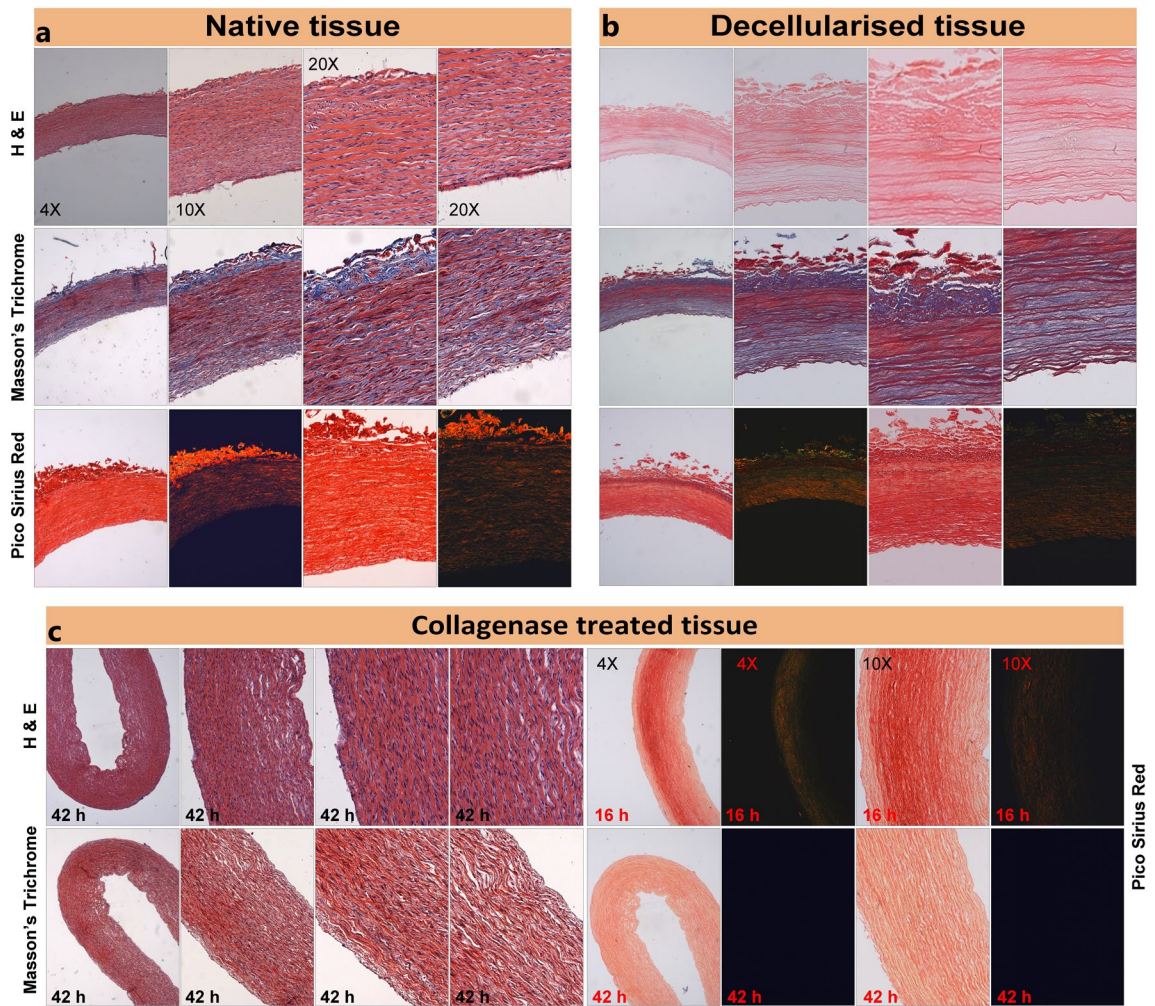 a
Native tissue
H & E
4X
10X
20X
20X
Masson's Trichrome
Pico Sirius Red
b
Decellularised tissue
c
Collagenase treated tissue
H & E
42 h
42 h
42 h
42 h
4X
16 h
4X
16 h
10X
16 h
10X
16 h
Masson's Trichrome
42 h
42 h
42 h
42 h
42 h
42 h
42 h
42 h
Pico Sirius Red